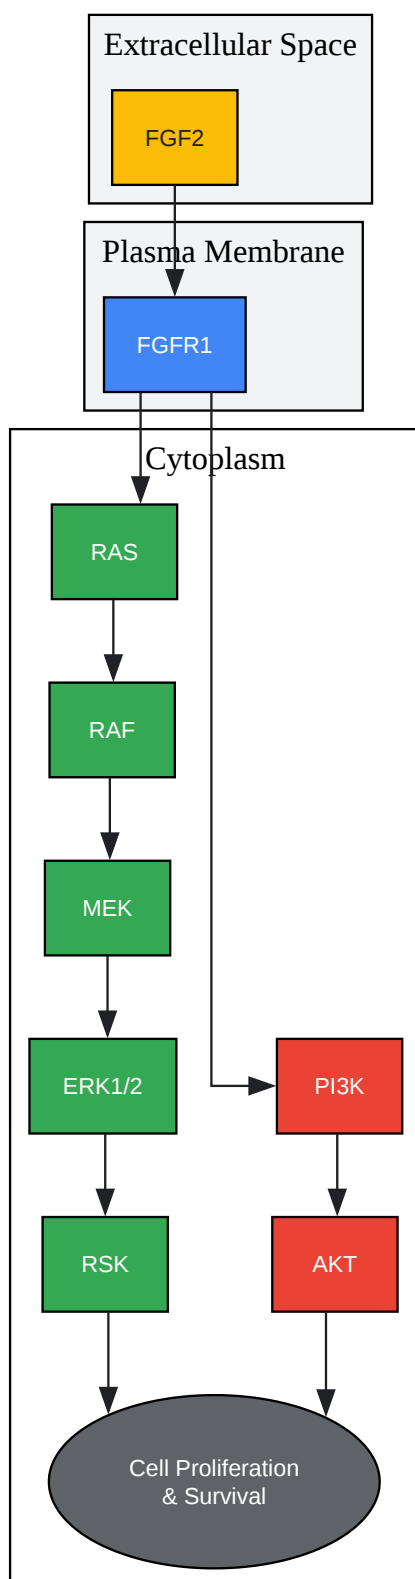 Extracellular Space
FGF2
Plasma Membrane
FGFR1
Cytoplasm
RAS
RAF
MEK
ERK1/2
PI3K
RSK
AKT
Cell Proliferation
& Survival